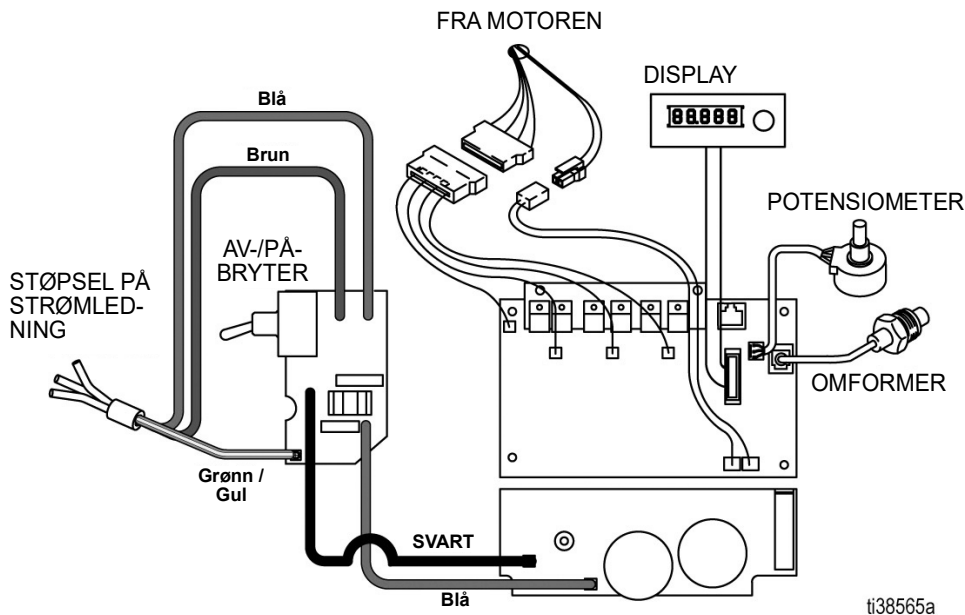 FRA MOTOREN
DISPLAY
Blå
Brun
POTENSIOMETER
AV-/PÅ-
BRYTER
STØPSEL PÅ
STRØMLED-
NING
OMFORMER
Grønn /
Gul
SVART
Blå
ti38565a